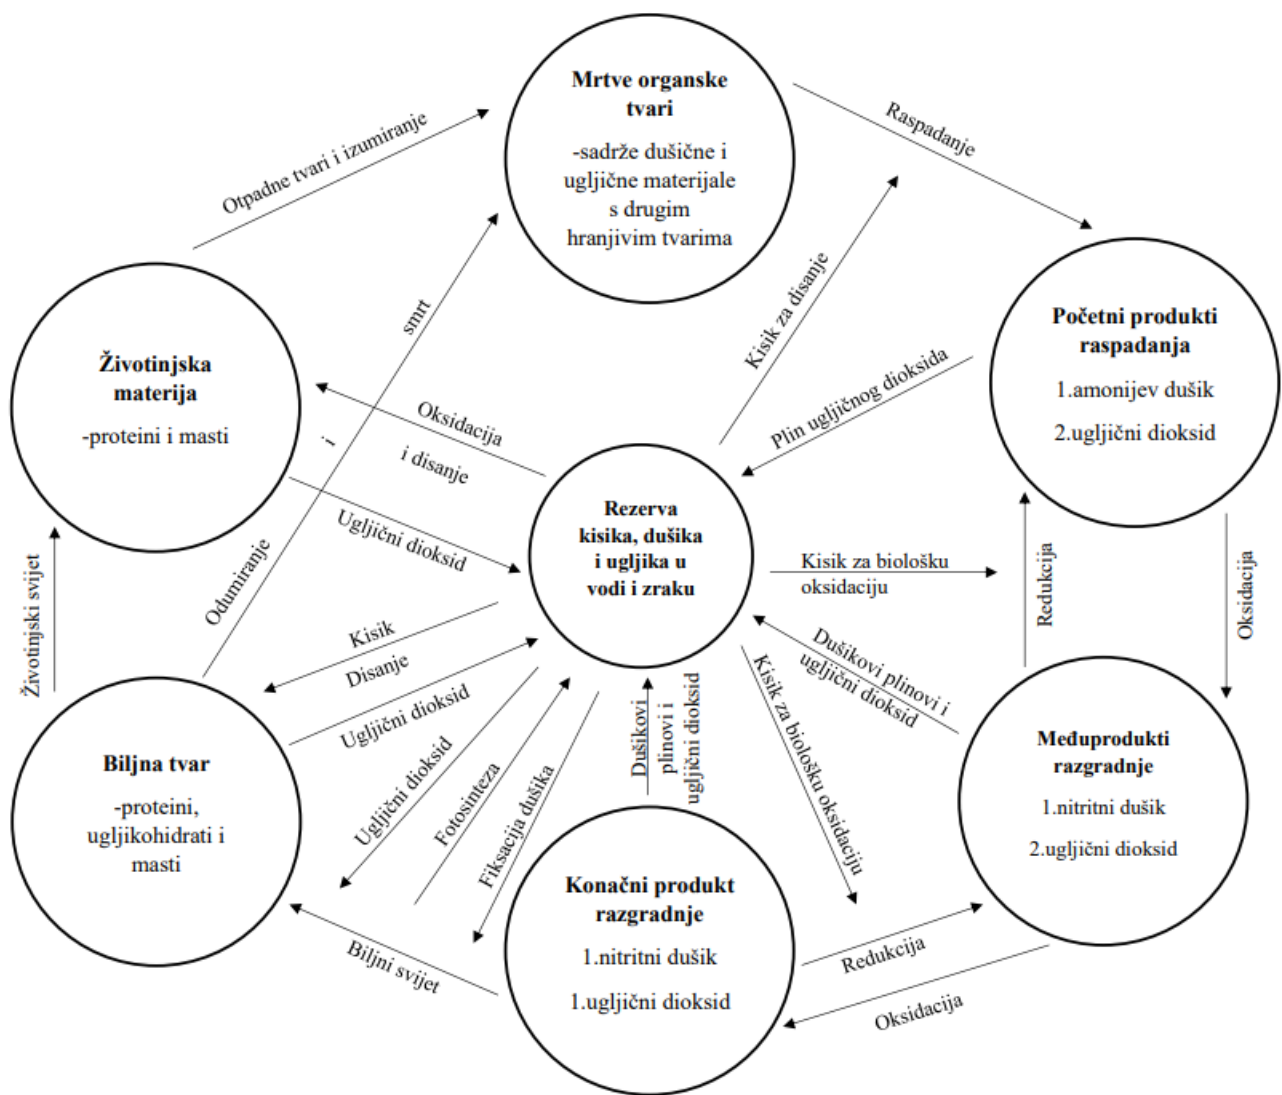 Mrtve organske
tvari
-sadrže dušične i
ugljične materijale
s drugim
hranjivim tvarima
Raspadanje
Otpadne tvari i izumiranje
Početni produkti
raspadanja
1.amonijev dušik
2.ugljični dioksid
Kisik za disanje
Plin ugljičnog dioksida
smrt
i
Odumiranje
Životinjska
materija
-proteini i masti
Oksidacija
i disanje
Ugljični dioksid
Rezerva
kisika, dušika
i ugljika u
vodi i zraku
Kisik za biološku
oksidaciju
Redukcija
Oksidacija
Životinjski svijet
Kisik
Disanje
Ugljični dioksid
Dušikovi plinovi i
ugljični dioksid
Kisik za biološku oksidaciju
Dušikovi
plinovi i
ugljični dioksid
Ugljični dioksid
Fotosinteza
Fiksacija dušika
Biljna tvar
-proteini,
ugljikohidrati i
masti
Međuprodukti
razgradnje
1.nitritni dušik
2.ugljični dioksid
Konačni produkt
razgradnje
1.nitritni dušik
1.ugljični dioksid
Biljni svijet
Redukcija
Oksidacija